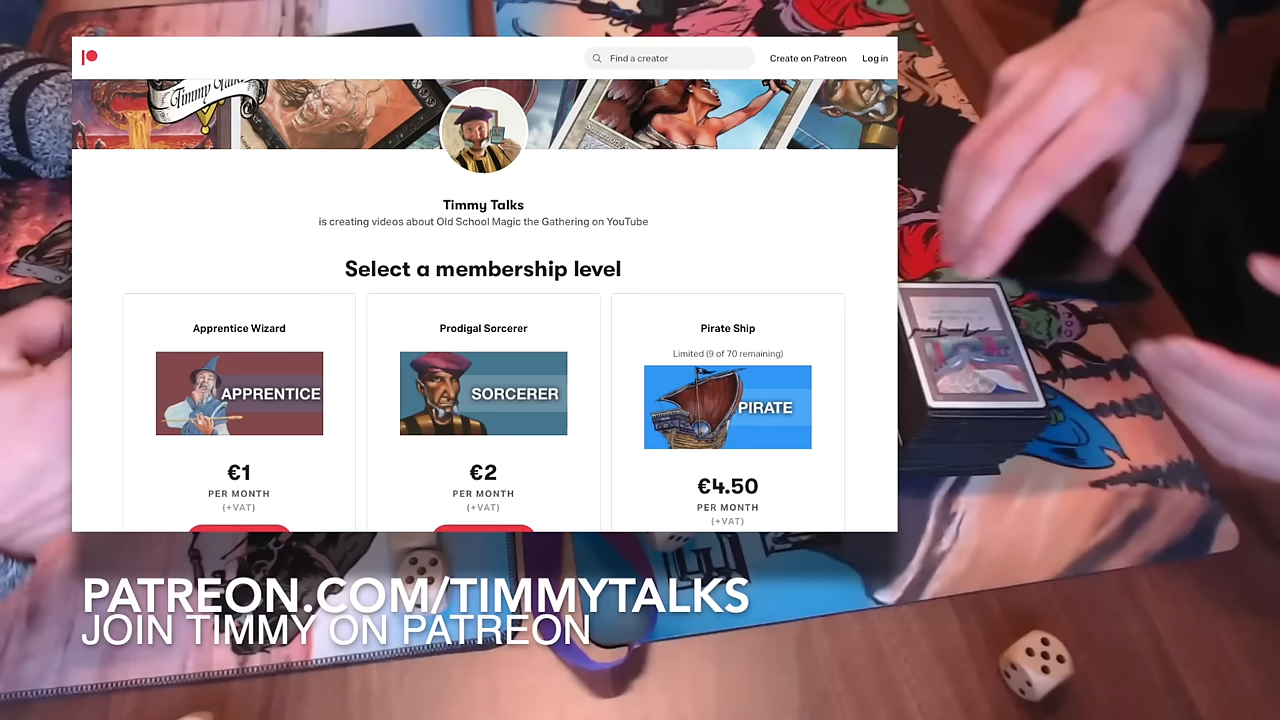 Find a creator
Create on Patreon
Log in
Timmy Talks
Timmy Talks
is creating videos about Old School Magic the Gathering on YouTube
Select a membership level
Apprentice Wizard
APPRENTICE
€1
PER MONTH
(+VAT)
Prodigal Sorcerer
SORCERER
€2
PER MONTH
(+VAT)
Pirate Ship
Limited (9 of 70 remaining)
PIRATE
€4.50
PER MONTH
(+VAT)
PATREON.COM/TIMMYTALKS
JOIN TIMMY ON PATREON